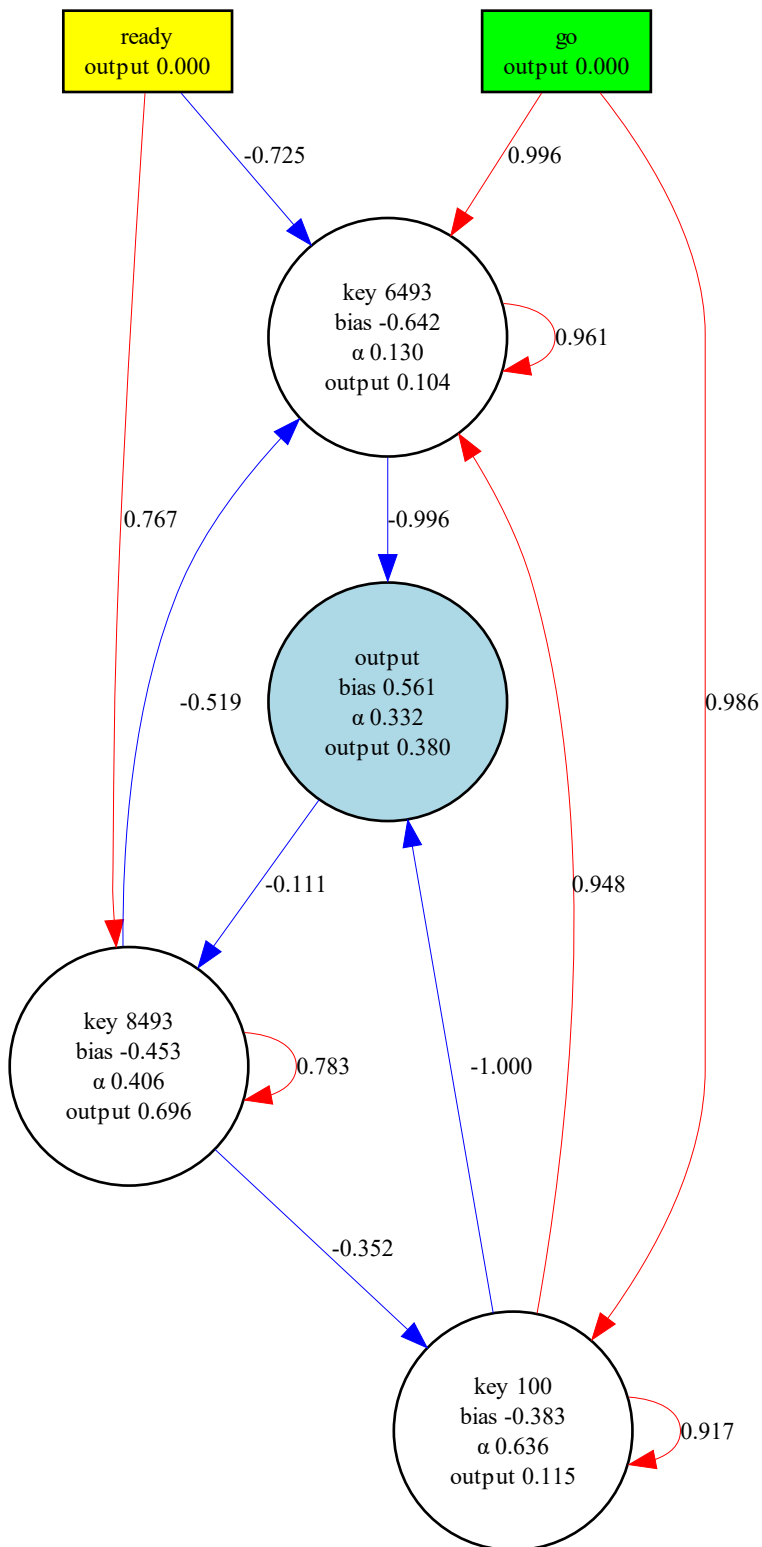 ready
output 0.000
go
output 0.000
-0.725
0.996
key 6493
bias -0.642
α 0.130
output 0.104
0.961
0.767
-0.996
-0.519
output
bias 0.561
α 0.332
output 0.380
0.986
-0.111
0.948
key 8493
bias -0.453
α 0.406
output 0.696
0.783
-1.000
-0.352
key 100
bias -0.383
α 0.636
output 0.115
0.917